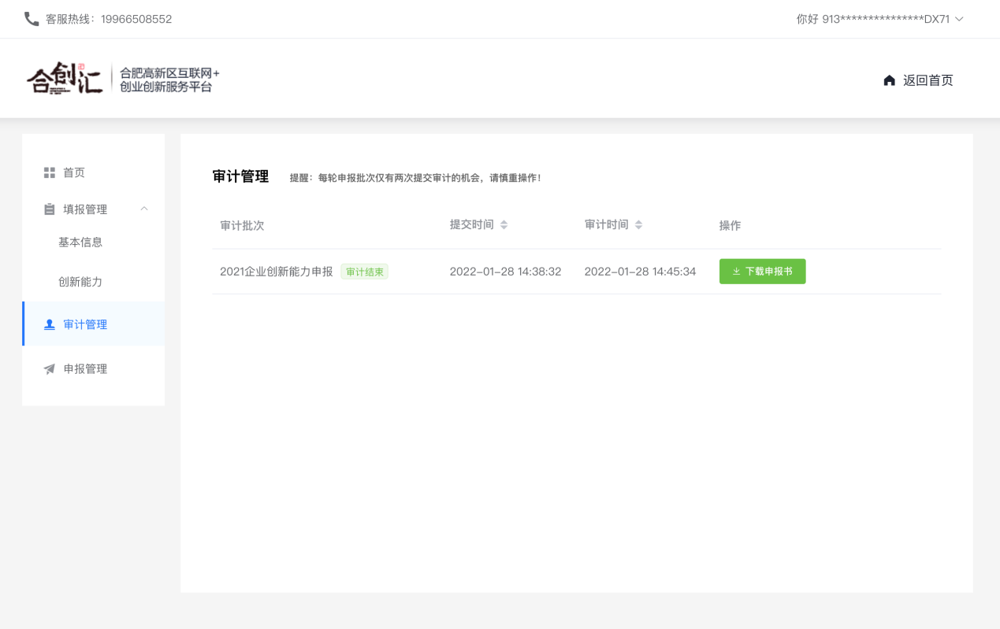 客服热线：19966508552
你好 913***************DX71
合创汇
合肥高新区互联网+
创业创新服务平台
返回首页
首页
填报管理
基本信息
创新能力
审计管理
申报管理
审计管理 提醒：每轮申报批次仅有两次提交审计的机会，请慎重操作！
审计批次 提交时间 审计时间 操作
2021企业创新能力申报 审计结束 2022-01-28 14:38:32 2022-01-28 14:45:34 下载申报书